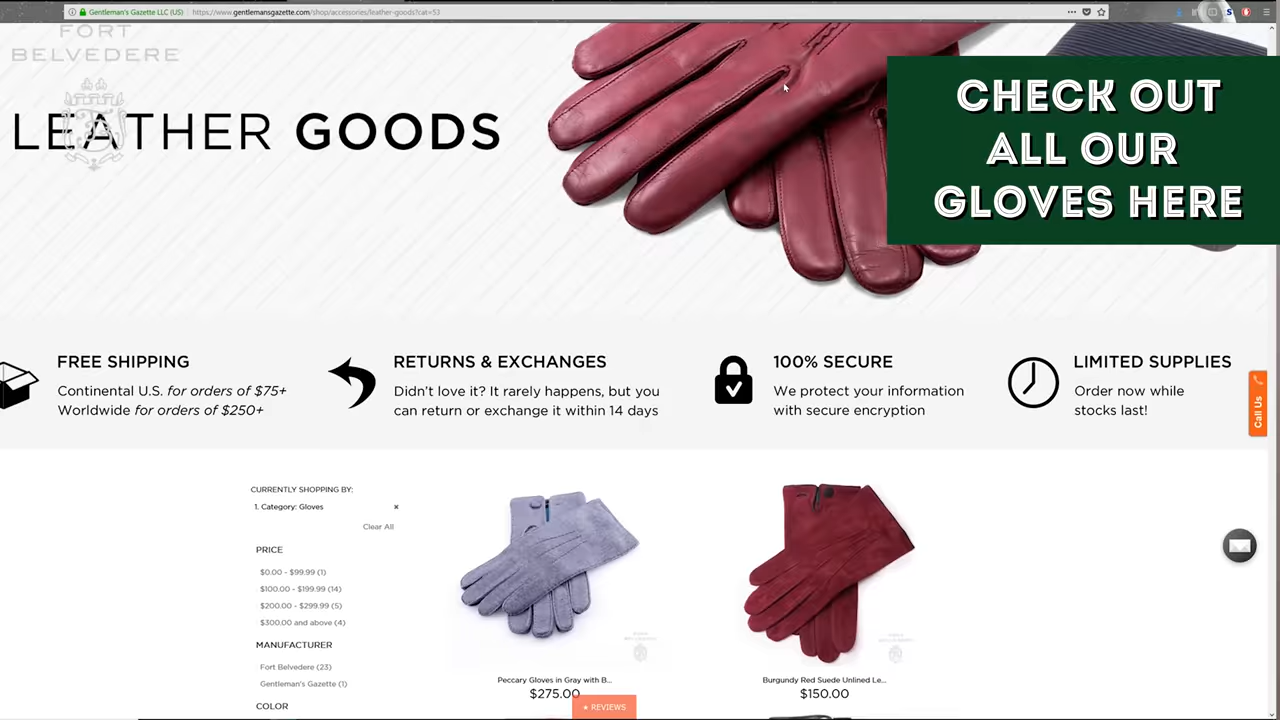 Gentleman's Gazette LLC (US)
https://www.gentlemansgazette.com/shop/accessories/leather-goods?cat=53
FORT
BELVEDERE
LEATHER GOODS
CHECK OUT
ALL OUR
GLOVES HERE
FREE SHIPPING
Continental U.S. for orders of $75+
Worldwide for orders of $250+
RETURNS & EXCHANGES
Didn't love it? It rarely happens, but you
can return or exchange it within 14 days
100% SECURE
We protect your information
with secure encryption
LIMITED SUPPLIES
Order now while
stocks last!
Call Us
CURRENTLY SHOPPING BY:
1. Category: Gloves
×
Clear All
PRICE
$0.00 - $99.99 (1)
$100.00 - $199.99 (14)
$200.00 - $299.99 (5)
$300.00 and above (4)
MANUFACTURER
Fort Belvedere (23)
Gentleman's Gazette (1)
COLOR
Peccary Gloves in Gray with B...
$275.00
Burgundy Red Suede Unlined Le...
$150.00
★ REVIEWS